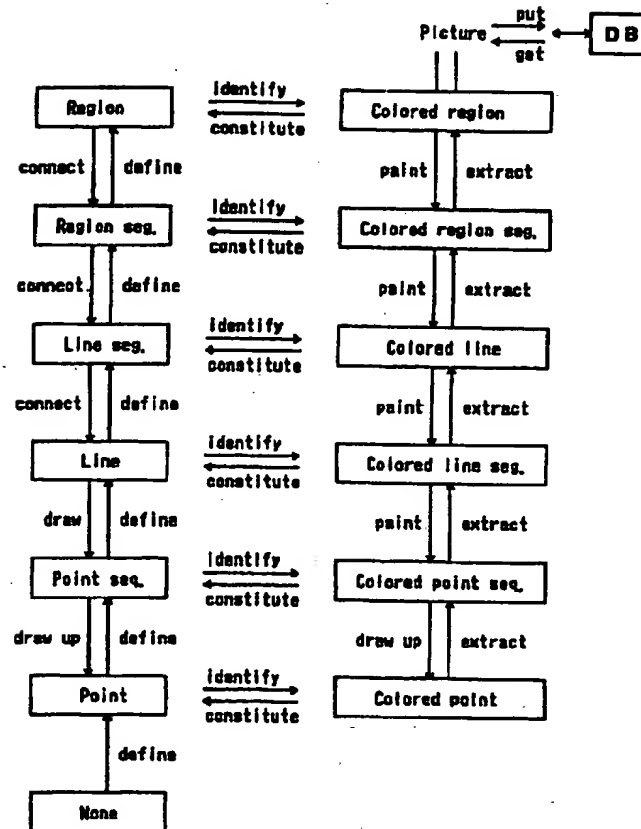 put
Picture
DB
get
Region
identify
constitute
Colored region
connect
define
paint
extract
Region seg.
identify
constitute
Colored region seg.
connect
define
paint
extract
Line seg.
identify
constitute
Colored line
connect
define
paint
extract
Line
identify
constitute
Colored line seg.
draw
define
paint
extract
Point seq.
identify
constitute
Colored point seq.
draw up
define
draw up
extract
Point
identify
constitute
Colored point
define
None